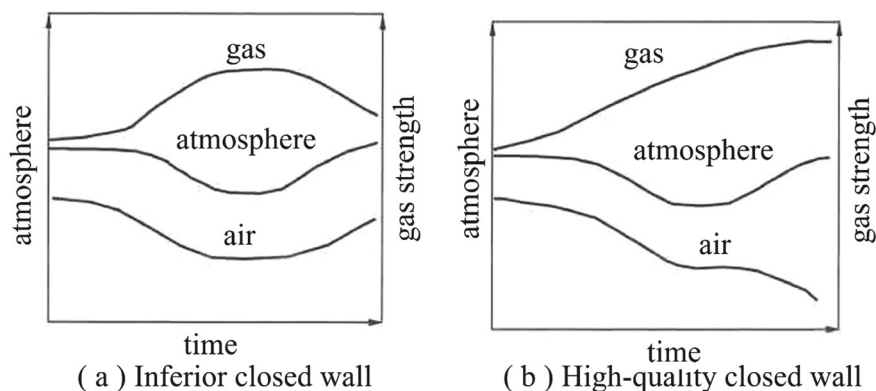 gas
atmosphere
air
atmosphere
gas strength
time
( a ) Inferior closed wall
gas
atmosphere
air
atmosphere
gas strength
time
( b ) High-quality closed wall